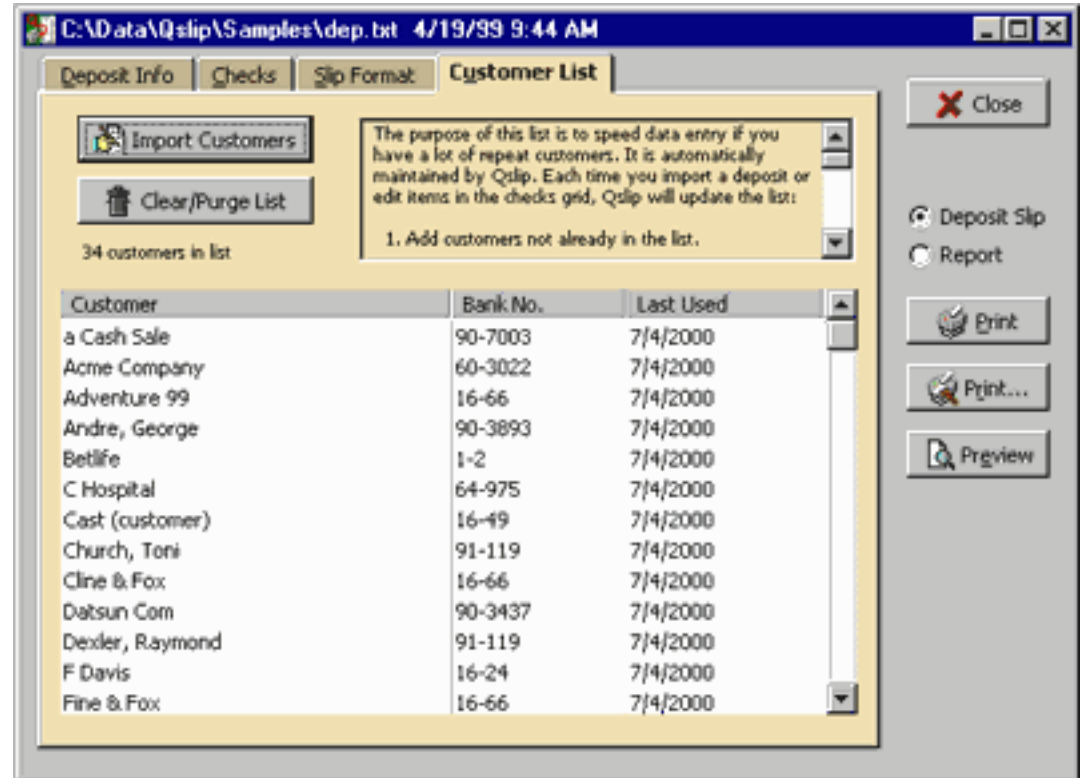 C:\Data\Qslip\Samples\dep.txt 4/19/99 9:44 AM
Deposit Info Checks Slip Format Customer List
Import Customers
Clear/Purge List
34 customers in list
The purpose of this list is to speed data entry if you
have a lot of repeat customers. It is automatically
maintained by Qslip. Each time you import a deposit or
edit items in the checks grid, Qslip will update the list:
1. Add customers not already in the list.
Customer Bank No. Last Used
a Cash Sale 90-7003 7/4/2000
Acme Company 60-3022 7/4/2000
Adventure 99 16-66 7/4/2000
Andre, George 90-3893 7/4/2000
Betlife 1-2 7/4/2000
C Hospital 64-975 7/4/2000
Cast (customer) 16-49 7/4/2000
Church, Toni 91-119 7/4/2000
Cline & Fox 16-66 7/4/2000
Datsun Com 90-3437 7/4/2000
Dexler, Raymond 91-119 7/4/2000
F Davis 16-24 7/4/2000
Fine & Fox 16-66 7/4/2000
Close
Deposit Slip
Report
Print
Print...
Preview